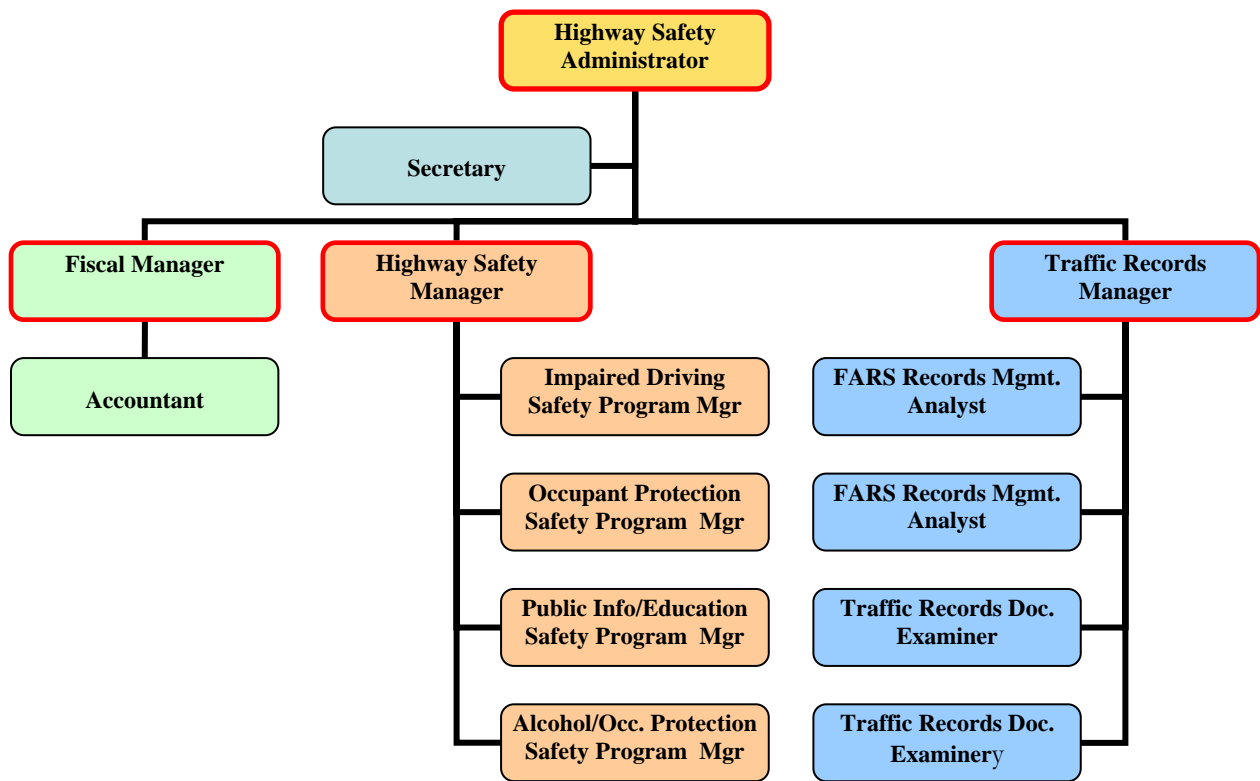 Highway Safety
Administrator
Secretary
Fiscal Manager
Highway Safety
Manager
Traffic Records
Manager
Accountant
Impaired Driving
Safety Program Mgr
FARS Records Mgmt.
Analyst
Occupant Protection
Safety Program  Mgr
FARS Records Mgmt.
Analyst
Public Info/Education
Safety Program  Mgr
Traffic Records Doc.
Examiner
Alcohol/Occ. Protection
Safety Program  Mgr
Traffic Records Doc.
Examinery